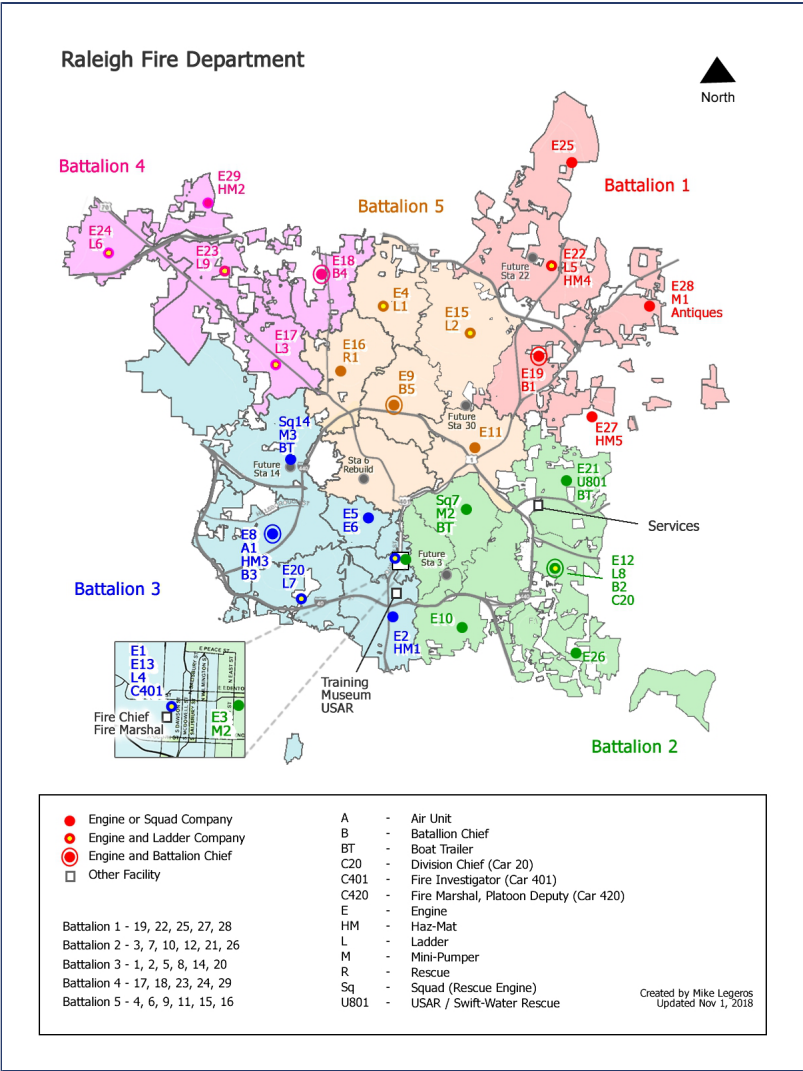 Raleigh Fire Department
North
Battalion 4
Battalion 5
Battalion 1
E25
E29
HM2
E24
L6
E23
L9
E18
B4
E22
L5
HM4
Future
Sta 22
E28
M1
Antiques
E4
L1
E15
L2
E17
L3
E16
R1
E9
B5
E19
B1
Future
Sta 30
E27
HM5
Sq14
M3
BT
Future
Sta 14
Sta 6
Rebuild
E11
E21
U801
BT
Sq7
M2
BT
Services
E5
E6
E8
A1
HM3
B3
E20
L7
Future
Sta 3
E12
L8
B2
C20
Battalion 3
E10
E2
HM1
E26
Training
Museum
USAR
E1
E13
L4
C401
E PEACE ST
Fire Chief
Fire Marshal
E3
M2
Battalion 2
Engine or Squad Company
Engine and Ladder Company
Engine and Battalion Chief
Other Facility
Battalion 1 - 19, 22, 25, 27, 28
Battalion 2 - 3, 7, 10, 12, 21, 26
Battalion 3 - 1, 2, 5, 8, 14, 20
Battalion 4 - 17, 18, 23, 24, 29
Battalion 5 - 4, 6, 9, 11, 15, 16
A - Air Unit
B - Batallion Chief
BT - Boat Trailer
C20 - Division Chief (Car 20)
C401 - Fire Investigator (Car 401)
C420 - Fire Marshal, Platoon Deputy (Car 420)
E - Engine
HM - Haz-Mat
L - Ladder
M - Mini-Pumper
R - Rescue
Sq - Squad (Rescue Engine)
U801 - USAR / Swift-Water Rescue
Created by Mike Legeros
Updated Nov 1, 2018